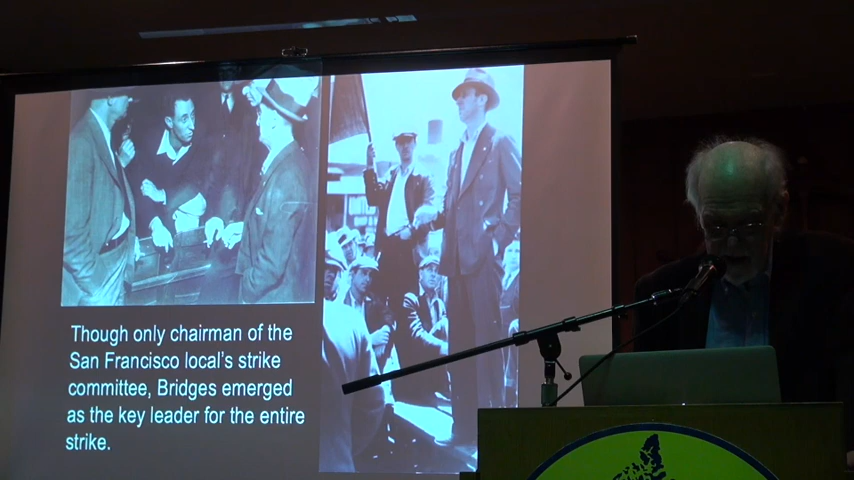 Though only chairman of the
San Francisco local's strike
committee, Bridges emerged
as the key leader for the entire
strike.